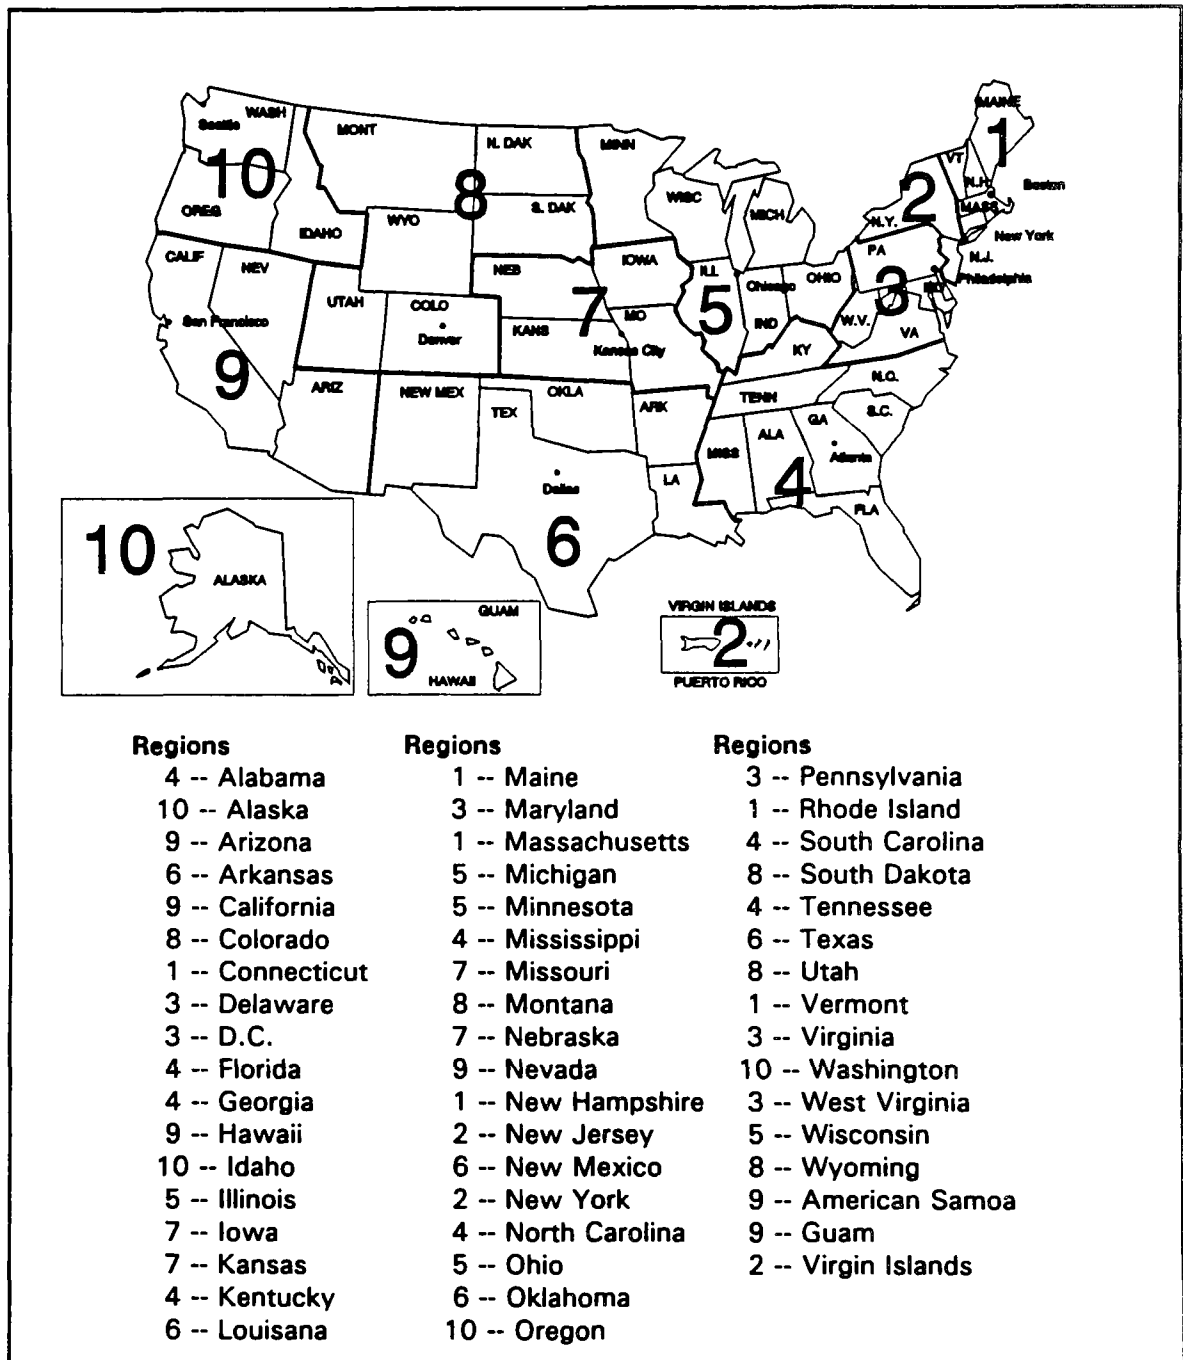 MAINE
WASH
Seattle
MONT
N. DAK
MINN
1
VT
10
8
2
N.H.
Boston
WISC
MICH
S. DAK
MASS
OREG
WYO
N.Y.
IDAHO
New York
PA
CALIF
NEV
NEB
IOWA
ILL
N.J.
OHIO
Philadelphia
3
UTAH
COLO
7
5
Chicago
MO
IND
W.V.
VA
San Francisco
Denver
KANS
Kansas City
KY
9
ARIZ
NEW MEX
OKLA
N.C.
TENN
TEX
ARK
GA
S.C.
ALA
MISS
Atlanta
LA
4
Dallas
FLA
6
10
ALASKA
GUAM
9
HAWAII
VIRGIN ISLANDS
2
PUERTO RICO
Regions
4 -- Alabama
10 -- Alaska
9 -- Arizona
6 -- Arkansas
9 -- California
8 -- Colorado
1 -- Connecticut
3 -- Delaware
3 -- D.C.
4 -- Florida
4 -- Georgia
9 -- Hawaii
10 -- Idaho
5 -- Illinois
7 -- Iowa
7 -- Kansas
4 -- Kentucky
6 -- Louisana
Regions
1 -- Maine
3 -- Maryland
1 -- Massachusetts
5 -- Michigan
5 -- Minnesota
4 -- Mississippi
7 -- Missouri
8 -- Montana
7 -- Nebraska
9 -- Nevada
1 -- New Hampshire
2 -- New Jersey
6 -- New Mexico
2 -- New York
4 -- North Carolina
5 -- Ohio
6 -- Oklahoma
10 -- Oregon
Regions
3 -- Pennsylvania
1 -- Rhode Island
4 -- South Carolina
8 -- South Dakota
4 -- Tennessee
6 -- Texas
8 -- Utah
1 -- Vermont
3 -- Virginia
10 -- Washington
3 -- West Virginia
5 -- Wisconsin
8 -- Wyoming
9 -- American Samoa
9 -- Guam
2 -- Virgin Islands